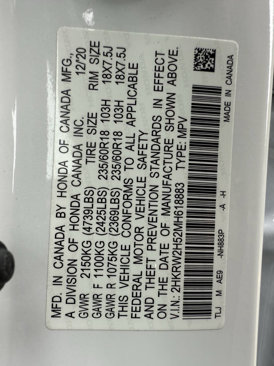 MFD. IN CANADA BY HONDA OF CANADA MFG.,
A DIVISION OF HONDA CANADA INC. 12/20
TIRE SIZE RIM SIZE
GVWR 2150KG (4739LBS)
GAWR F 1100KG (2425LBS) 235/60R18 103H 18X7.5J
GAWR R 1075KG (2369LBS) 235/60R18 103H 18X7.5J
THIS VEHICLE CONFORMS TO ALL APPLICABLE
FEDERAL MOTOR VEHICLE SAFETY
AND THEFT PREVENTION STANDARDS IN EFFECT
ON THE DATE OF MANUFACTURE SHOWN ABOVE.
V.I.N.: 2HKRW2H52MH618883 TYPE: MPV
TLJ M AE9 -NH883P -A -H MADE IN CANADA